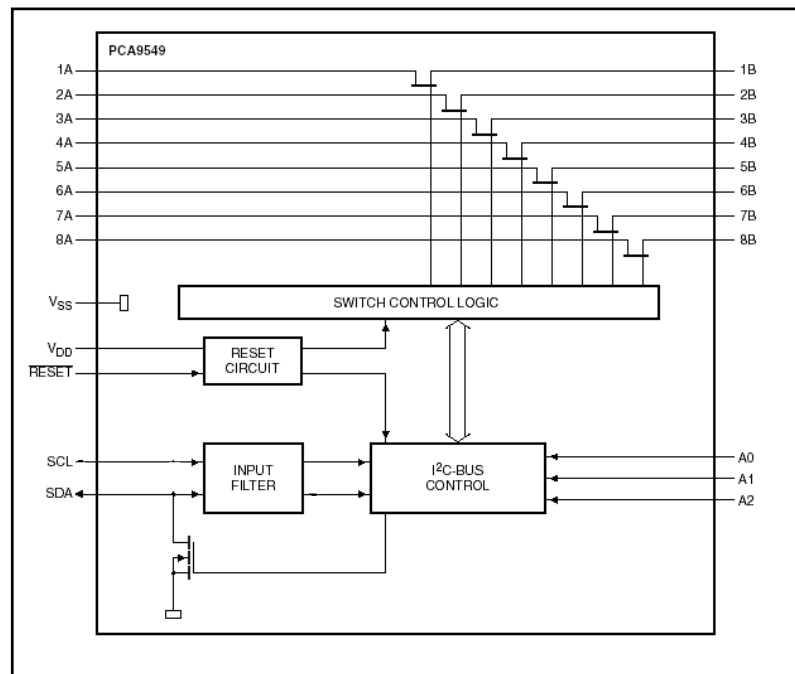 PCA9549
1A 1B
2A 2B
3A 3B
4A 4B
5A 5B
6A 6B
7A 7B
8A 8B
VSS
SWITCH CONTROL LOGIC
VDD
RESET
RESET
CIRCUIT
SCL
SDA
INPUT
FILTER
I²C-BUS
CONTROL
A0
A1
A2